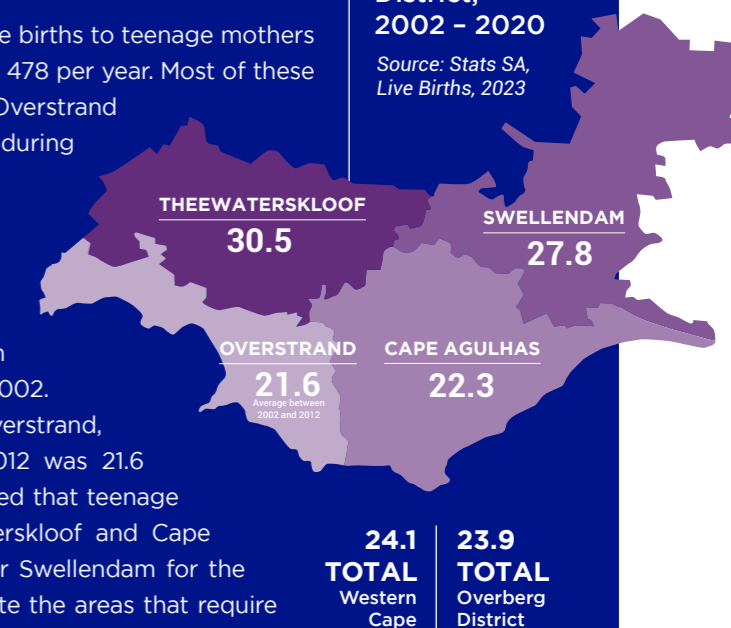 e births to teenage mothers
478 per year. Most of these
Overstrand
during
002.
verstrand,
012 was 21.6
ed that teenage
erskloof and Cape
r Swellendam for the
te the areas that require
District,
2002 – 2020
Source: Stats SA,
Live Births, 2023
THEEWATERSKLOOF
30.5
SWELLENDAM
27.8
OVERSTRAND
21.6
Average between
2002 and 2012
CAPE AGULHAS
22.3
24.1
TOTAL
Western
Cape
23.9
TOTAL
Overberg
District